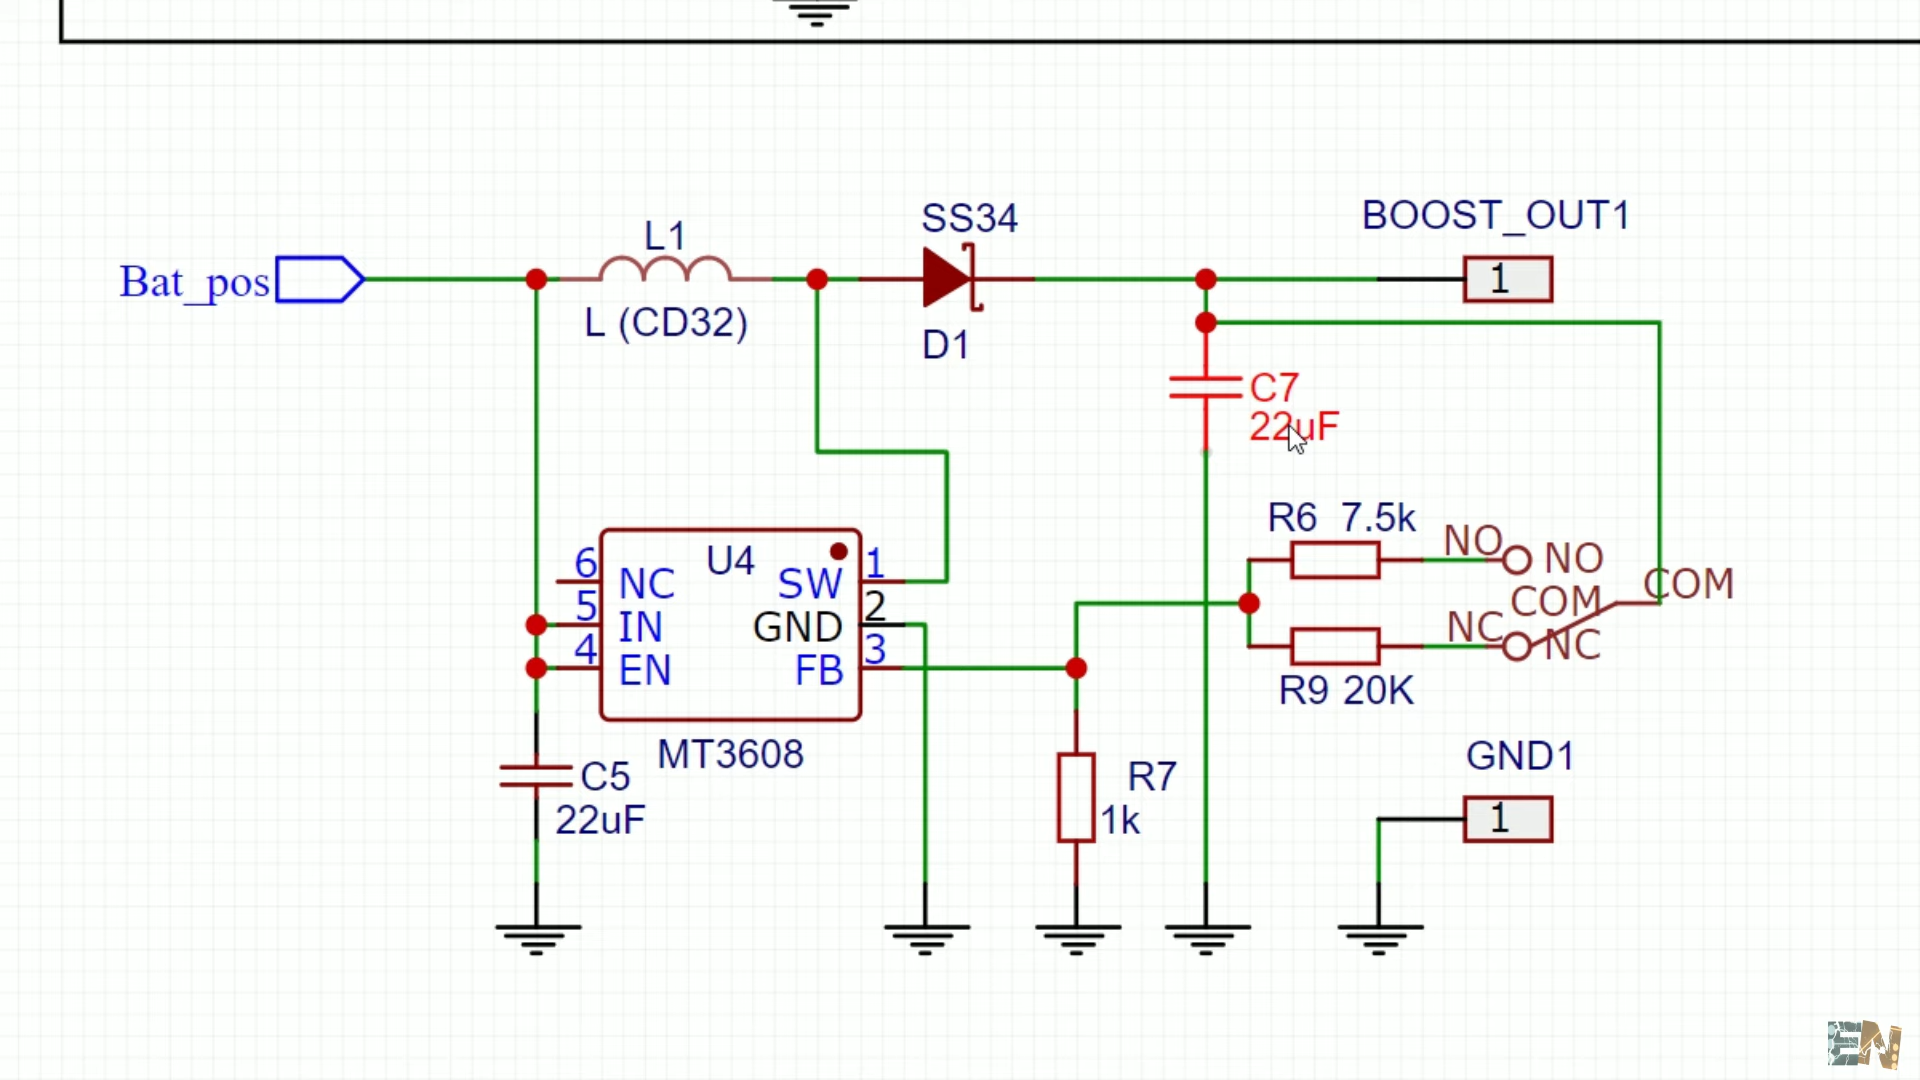 Bat_pos
L1
L (CD32)
SS34
D1
BOOST_OUT1
1
C7
22uF
R6 7.5k
NO
NO
COM
COM
NC
NC
R9 20K
U4
6
NC
5
IN
4
EN
SW
1
GND
2
FB
3
MT3608
C5
22uF
R7
1k
GND1
1
EN